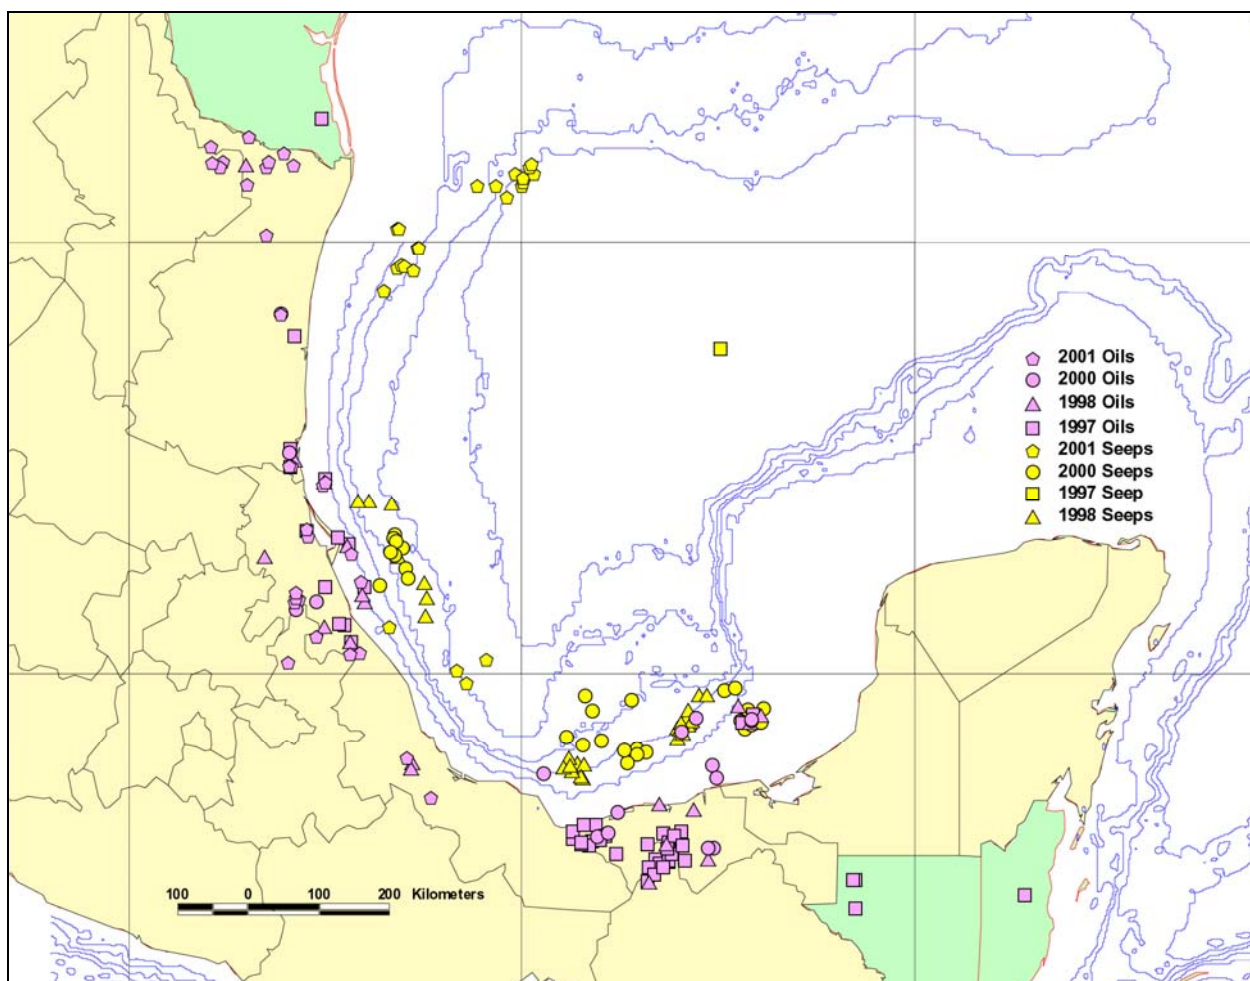 2001 Oils
2000 Oils
1998 Oils
1997 Oils
2001 Seeps
2000 Seeps
1997 Seep
1998 Seeps
100 0 100 200 Kilometers